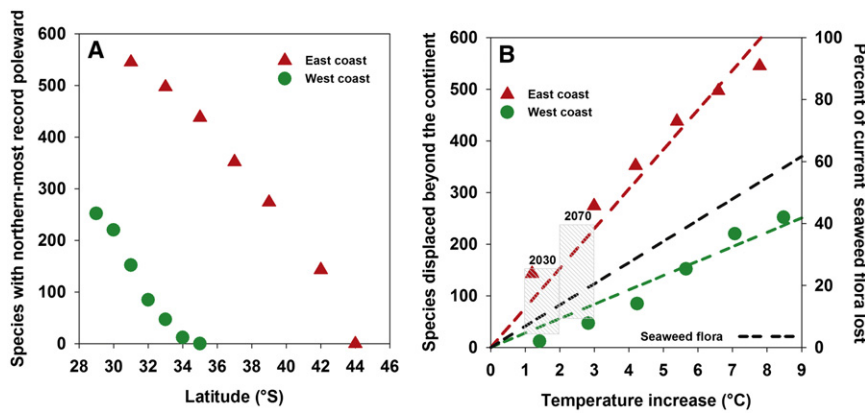 Species with northern-most record poleward
600
500
400
300
200
100
0
A
East coast
West coast
28 30 32 34 36 38 40 42 44 46
Latitude (°S)
Species displaced beyond the continent
600
500
400
300
200
100
0
B
East coast
West coast
2070
2030
Seaweed flora
0 1 2 3 4 5 6 7 8 9
Temperature increase (°C)
100
80
60
40
20
0
Percent of current seaweed flora lost